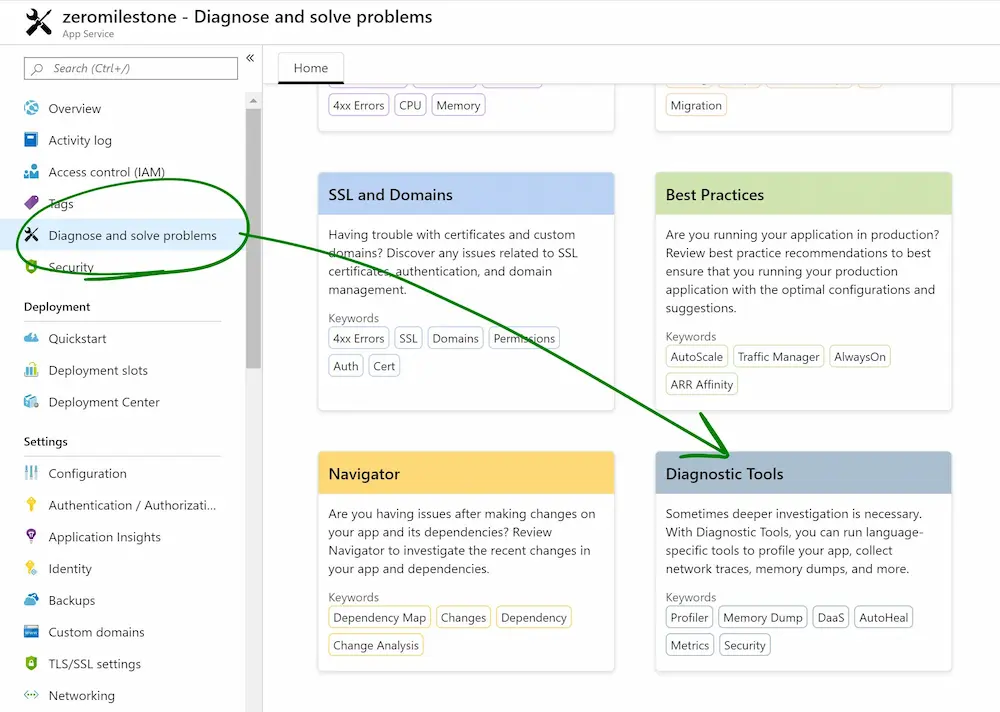 zeromilestone - Diagnose and solve problems
App Service
Search (Ctrl+/)
«
Overview
Activity log
Access control (IAM)
Tags
Diagnose and solve problems
Security
Deployment
Quickstart
Deployment slots
Deployment Center
Settings
Configuration
Authentication / Authorizati...
Application Insights
Identity
Backups
Custom domains
TLS/SSL settings
Networking
Home
4xx Errors CPU Memory
Migration
SSL and Domains
Having trouble with certificates and custom
domains? Discover any issues related to SSL
certificates, authentication, and domain
management.
Keywords
4xx Errors SSL Domains Permissions
Auth Cert
Best Practices
Are you running your application in production?
Review best practice recommendations to best
ensure that you running your production
application with the optimal configurations and
suggestions.
Keywords
AutoScale Traffic Manager AlwaysOn
ARR Affinity
Navigator
Are you having issues after making changes on
your app and its dependencies? Review
Navigator to investigate the recent changes in
your app and dependencies.
Keywords
Dependency Map Changes Dependency
Change Analysis
Diagnostic Tools
Sometimes deeper investigation is necessary.
With Diagnostic Tools, you can run language-
specific tools to profile your app, collect
network traces, memory dumps, and more.
Keywords
Profiler Memory Dump DaaS AutoHeal
Metrics Security